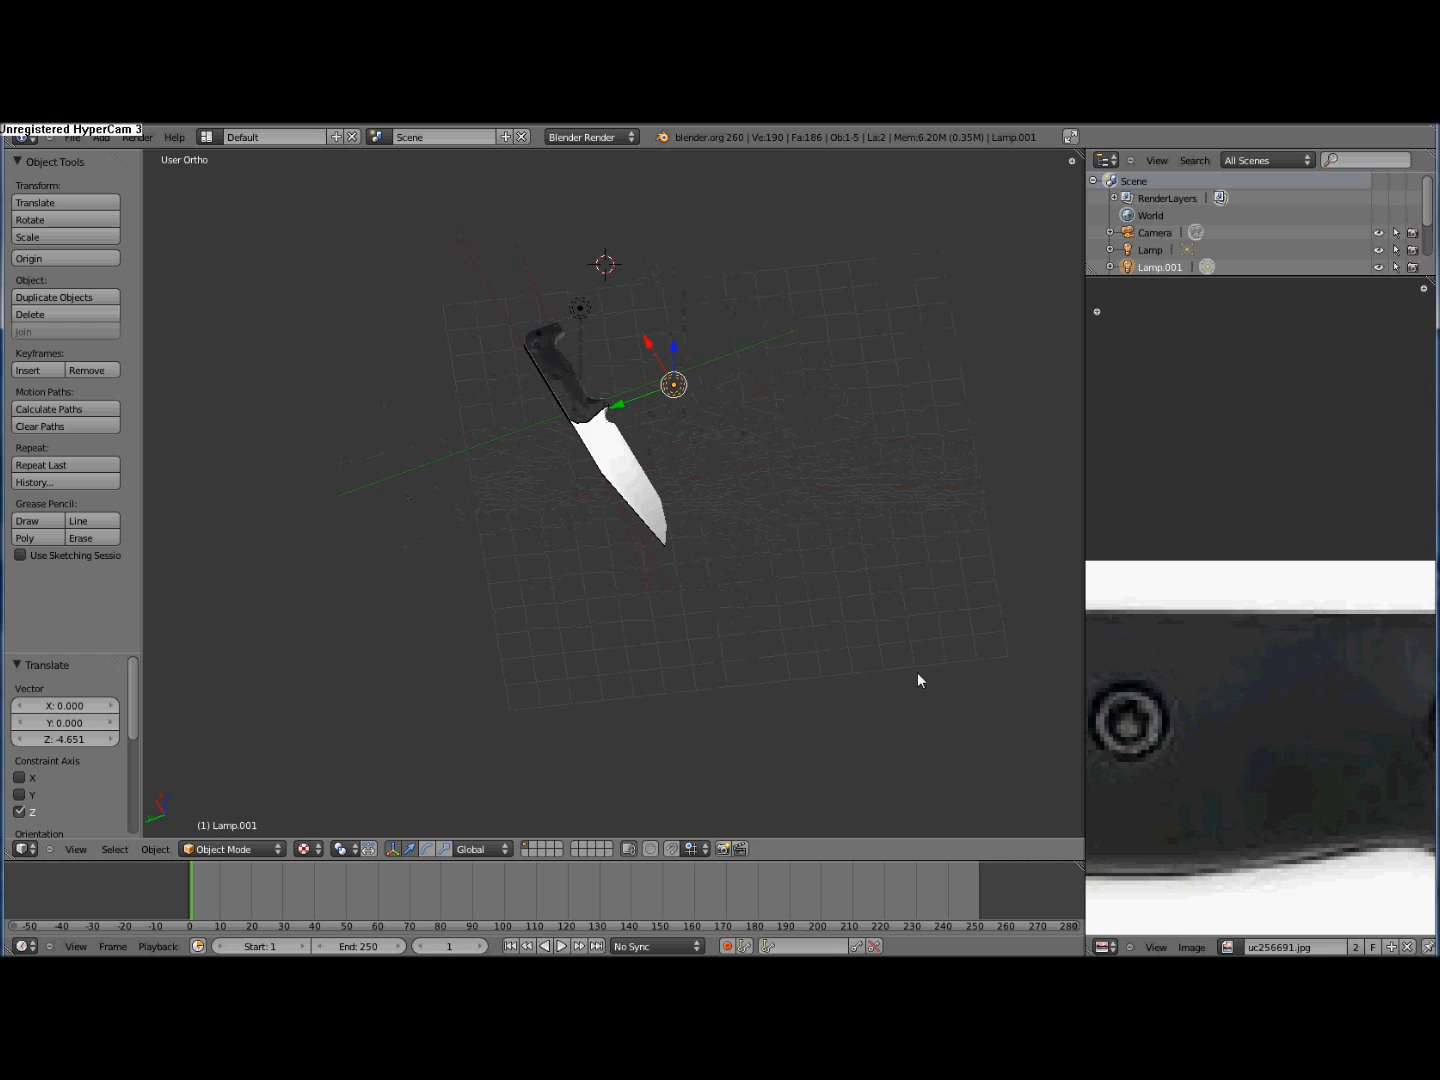 Unregistered HyperCam 3
File Add Render Help Default Scene Blender Render blender.org 260 | Ve:190 | Fa:186 | Ob:1-5 | La:2 | Mem:6.20M (0.35M) | Lamp.001
Object Tools
Transform:
Translate
Rotate
Scale
Origin
Object:
Duplicate Objects
Delete
Join
Keyframes:
Insert Remove
Motion Paths:
Calculate Paths
Clear Paths
Repeat:
Repeat Last
History...
Grease Pencil:
Draw Line
Poly Erase
Use Sketching Sessio
Translate
Vector
X: 0.000
Y: 0.000
Z: -4.651
Constraint Axis
X
Y
Z
Orientation
User Ortho
(1) Lamp.001
View Search All Scenes
Scene
RenderLayers |
World
Camera |
Lamp |
Lamp.001 |
View Select Object Object Mode Global
-50 -40 -30 -20 -10 0 10 20 30 40 50 60 70 80 90 100 110 120 130 140 150 160 170 180 190 200 210 220 230 240 250 260 270 280
View Frame Playback Start: 1 End: 250 1 No Sync
View Image uc256691.jpg 2 F